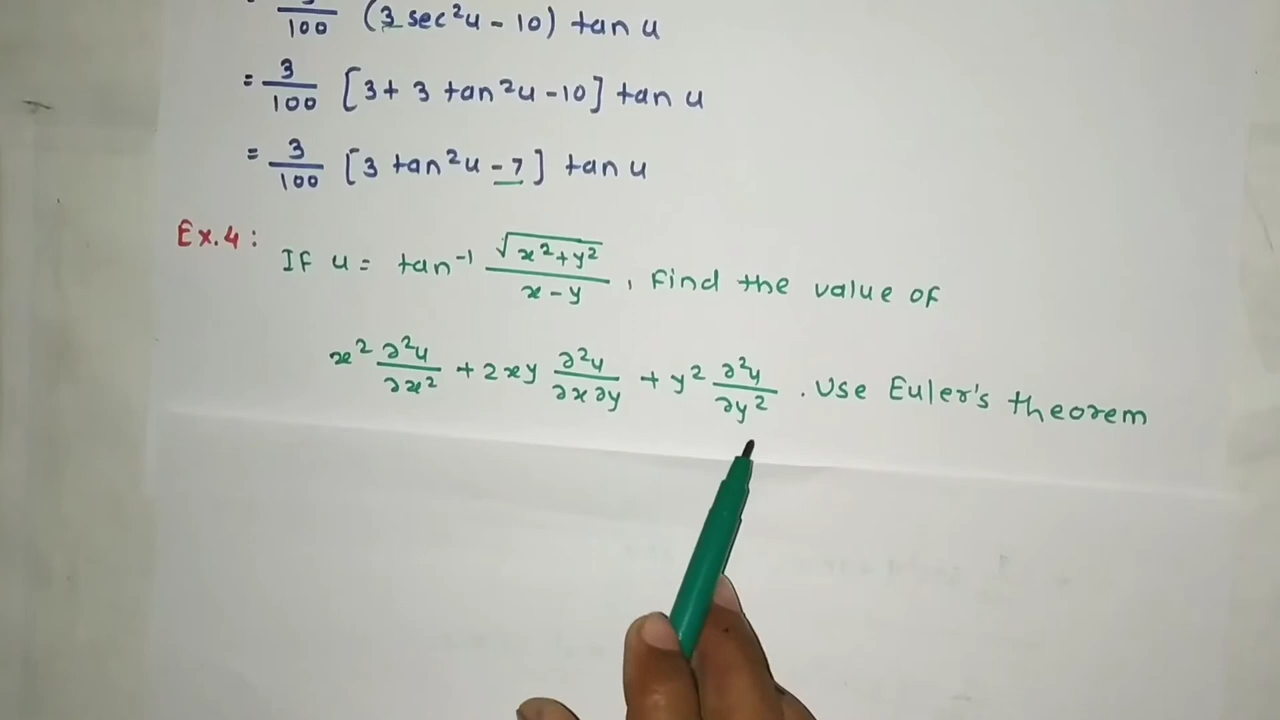 = 3/100 (3 sec²u - 10) tan u
= 3/100 [3 + 3 tan²u - 10] tan u
= 3/100 [3 tan²u - 7] tan u
Ex.4: If u = tan⁻¹ √(x²+y²)/(x-y), find the value of
x² ∂²u/∂x² + 2xy ∂²u/∂x∂y + y² ∂²u/∂y². Use Euler's theorem